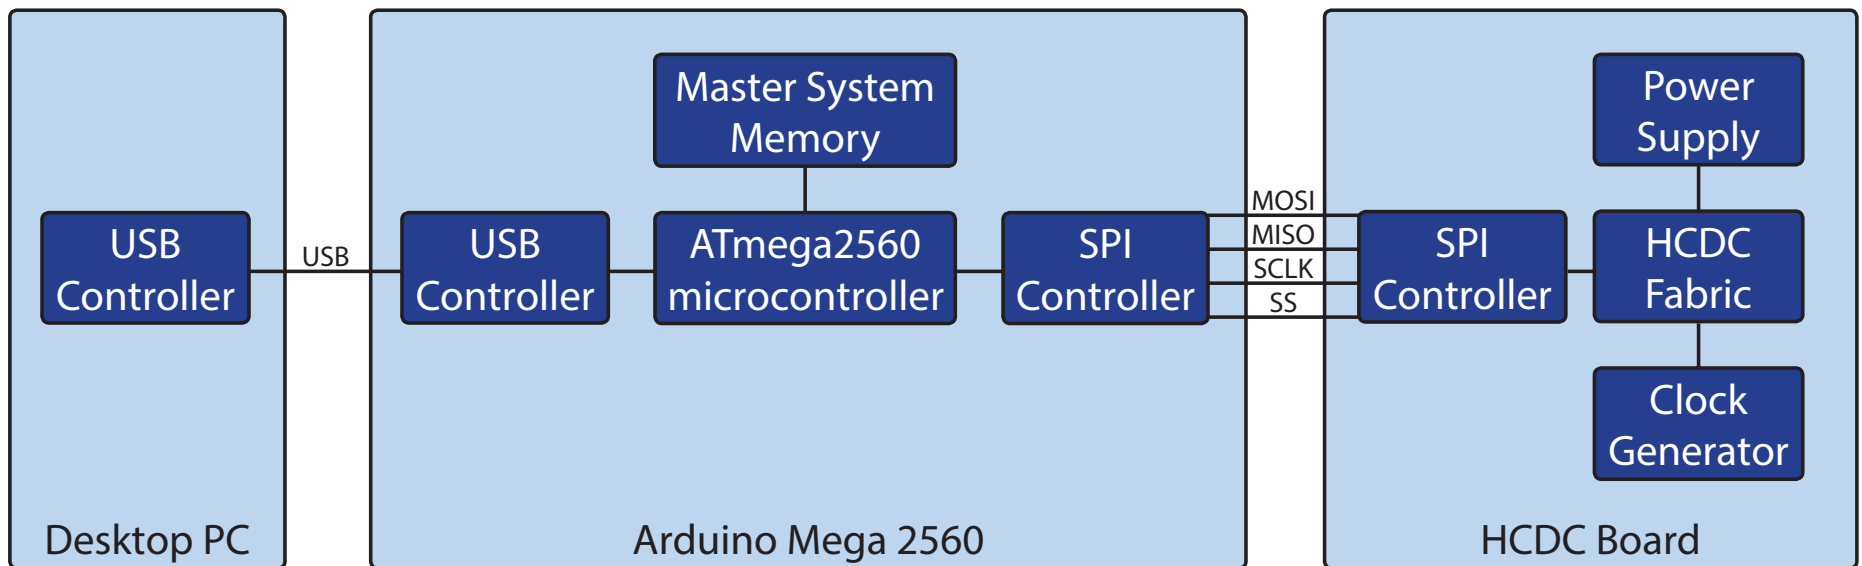 USB
Controller
Desktop PC
USB
Master System
Memory
USB
Controller
ATmega2560
microcontroller
SPI
Controller
Arduino Mega 2560
MOSI
MISO
SCLK
SS
Power
Supply
SPI
Controller
HCDC
Fabric
Clock
Generator
HCDC Board